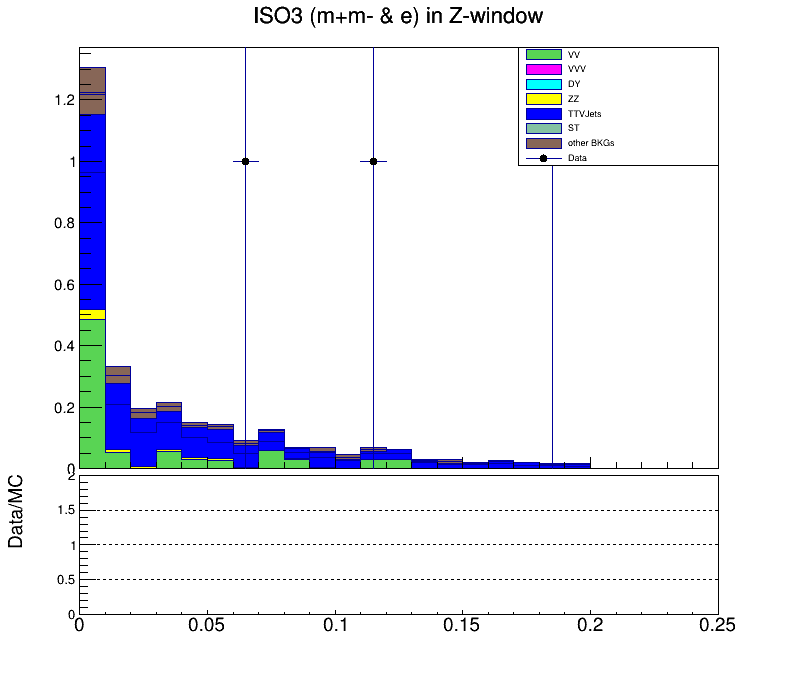 ISO3 (m+m- & e) in Z-window
VV
VVV
DY
ZZ
TTVJets
ST
other BKGs
Data
1.2
1
0.8
0.6
0.4
0.2
0
Data/MC
2
1.5
1
0.5
0
0 0.05 0.1 0.15 0.2 0.25